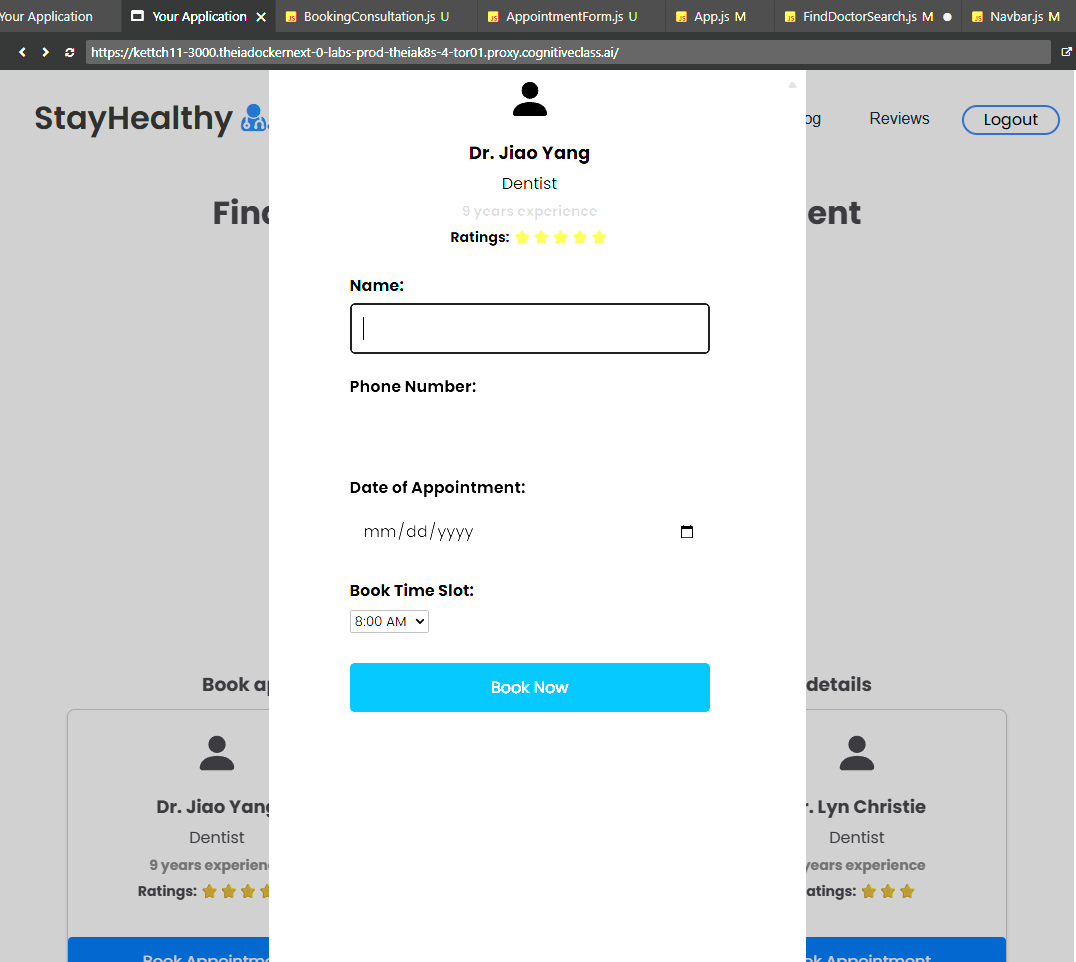 Your Application
Your Application
BookingConsultation.js U
AppointmentForm.js U
App.js M
FindDoctorSearch.js M
Navbar.js M
https://kettch11-3000.theiadockernext-0-labs-prod-theiak8s-4-tor01.proxy.cognitiveclass.ai/
StayHealthy
og
Reviews
Logout
Dr. Jiao Yang
Dentist
9 years experience
Ratings:
Find
ent
Name:
Phone Number:
Date of Appointment:
mm/dd/yyyy
Book Time Slot:
8:00 AM
Book Now
Book ap
details
Dr. Jiao Yang
Dentist
9 years experien
Ratings:
Book Appointme
r. Lyn Christie
Dentist
years experience
atings:
ok Appointment